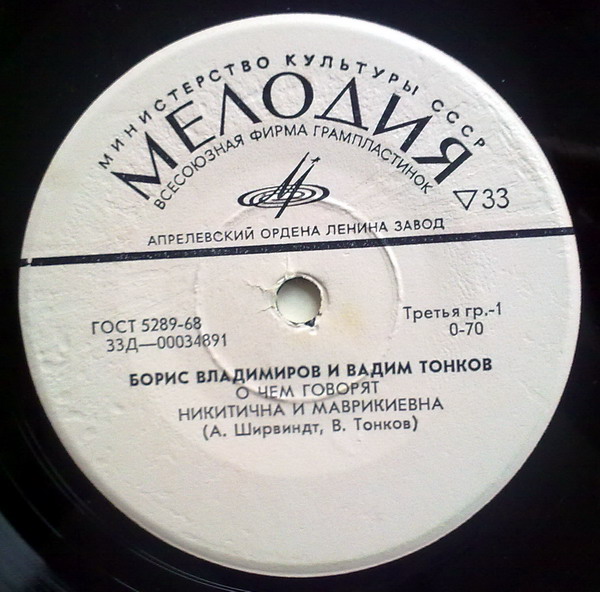 МИНИСТЕРСТВО КУЛЬТУРЫ СССР
МЕЛОДИЯ
ВСЕСОЮЗНАЯ ФИРМА ГРАМПЛАСТИНОК
33
АПРЕЛЕВСКИЙ ОРДЕНА ЛЕНИНА ЗАВОД
ГОСТ 5289-68
33Д—00034891
Третья гр.-1
0-70
БОРИС ВЛАДИМИРОВ И ВАДИМ ТОНКОВ
О ЧЕМ ГОВОРЯТ
НИКИТИЧНА И МАВРИКИЕВНА
(А. Ширвиндт, В. Тонков)